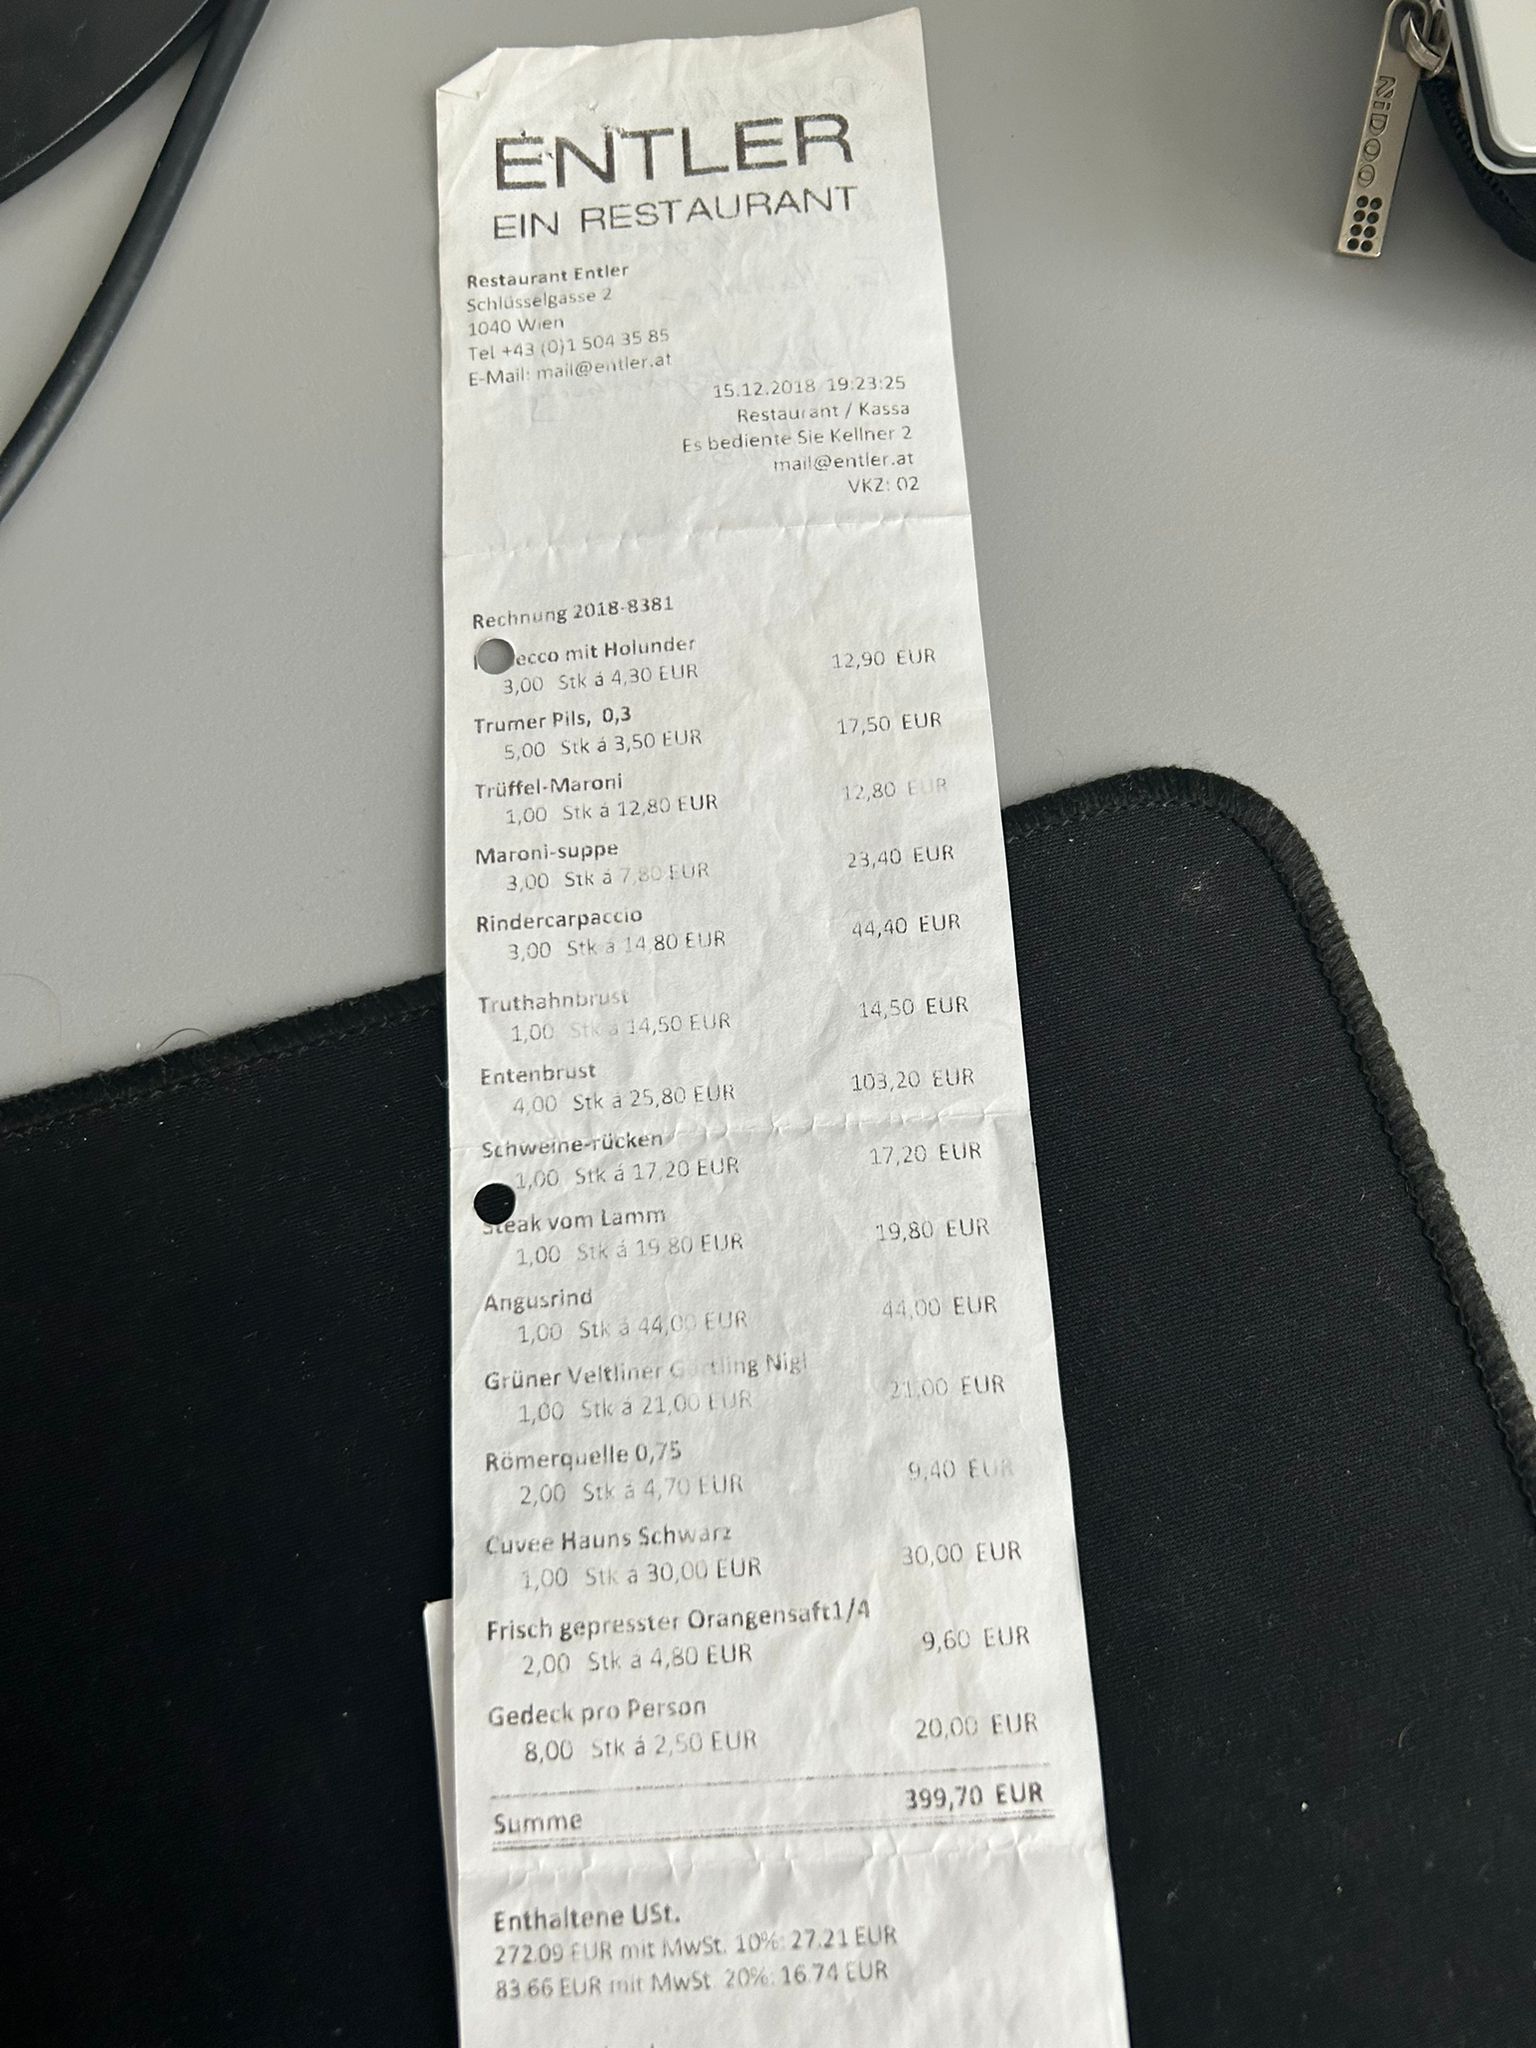 ENTLER
EIN RESTAURANT
Restaurant Entler
Schlüsselgasse 2
1040 Wien
Tel +43 (0)1 504 35 85
E-Mail: mail@entler.at
15.12.2018 19:23:25
Restaurant / Kassa
Es bediente Sie Kellner 2
mail@entler.at
VKZ: 02
Rechnung 2018-8381
mit Holunder
3,00 Stk á 4,30 EUR 12,90 EUR
Trumer Pils, 0,3
5,00 Stk á 3,50 EUR 17,50 EUR
Trüffel-Maroni
1,00 Stk á 12,80 EUR 12,80 EUR
Maroni-suppe
3,00 Stk á 7,80 EUR 23,40 EUR
Rindercarpaccio
3,00 Stk á 14,80 EUR 44,40 EUR
Truthahnbrust
1,00 Stk á 14,50 EUR 14,50 EUR
Entenbrust
4,00 Stk á 25,80 EUR 103,20 EUR
Schweine-rücken
1,00 Stk á 17,20 EUR 17,20 EUR
Steak vom Lamm
1,00 Stk á 19,80 EUR 19,80 EUR
Angusrind
1,00 Stk á 44,00 EUR 44,00 EUR
Grüner Veltliner Gärtling Nigl
1,00 Stk á 21,00 EUR 21,00 EUR
Römerquelle 0,75
2,00 Stk á 4,70 EUR 9,40 EUR
Cuvee Hauns Schwarz
1,00 Stk á 30,00 EUR 30,00 EUR
Frisch gepresster Orangensaft1/4
2,00 Stk á 4,80 EUR 9,60 EUR
Gedeck pro Person
8,00 Stk á 2,50 EUR 20,00 EUR
Summe 399,70 EUR
Enthaltene USt.
272.09 EUR mit MwSt. 10%: 27.21 EUR
83.66 EUR mit MwSt. 20%: 16.74 EUR
NiDOO